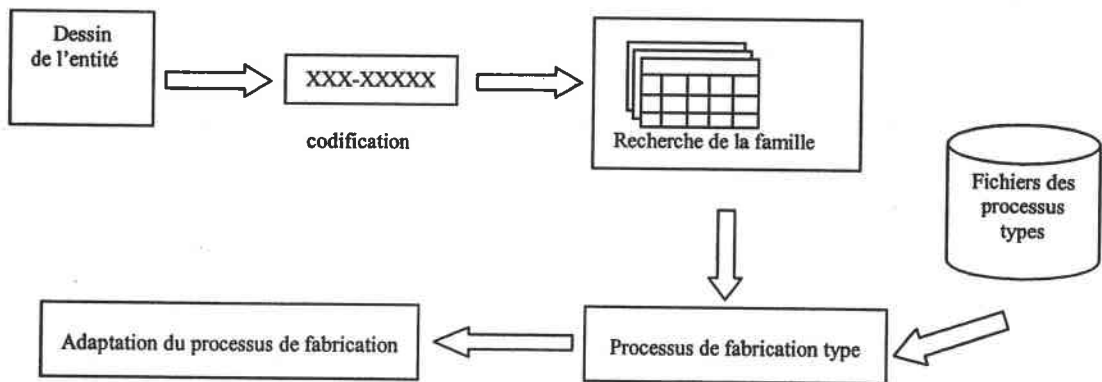 Dessin
de l'entité
XXX-XXXXX
codification
Recherche de la famille
Fichiers des
processus
types
Processus de fabrication type
Adaptation du processus de fabrication